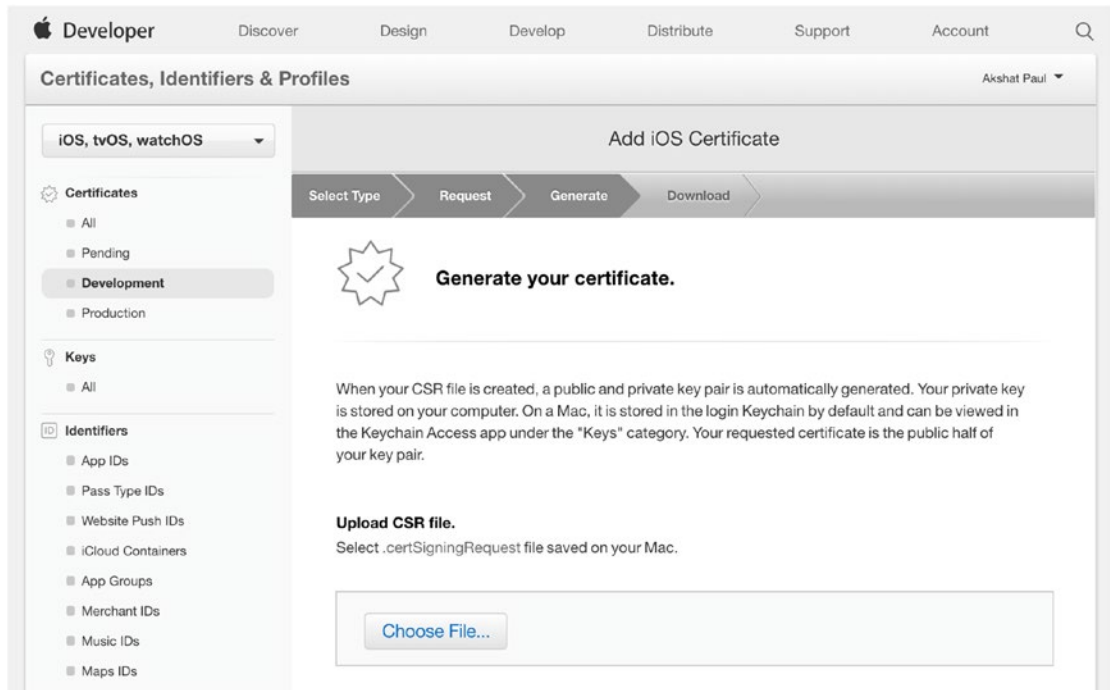 Developer Discover Design Develop Distribute Support Account
Certificates, Identifiers & Profiles
Akshat Paul
iOS, tvOS, watchOS
Certificates
All
Pending
Development
Production
Keys
All
ID Identifiers
App IDs
Pass Type IDs
Website Push IDs
iCloud Containers
App Groups
Merchant IDs
Music IDs
Maps IDs
Add iOS Certificate
Select Type Request Generate Download
Generate your certificate.
When your CSR file is created, a public and private key pair is automatically generated. Your private key
is stored on your computer. On a Mac, it is stored in the login Keychain by default and can be viewed in
the Keychain Access app under the "Keys" category. Your requested certificate is the public half of
your key pair.
Upload CSR file.
Select .certSigningRequest file saved on your Mac.
Choose File...